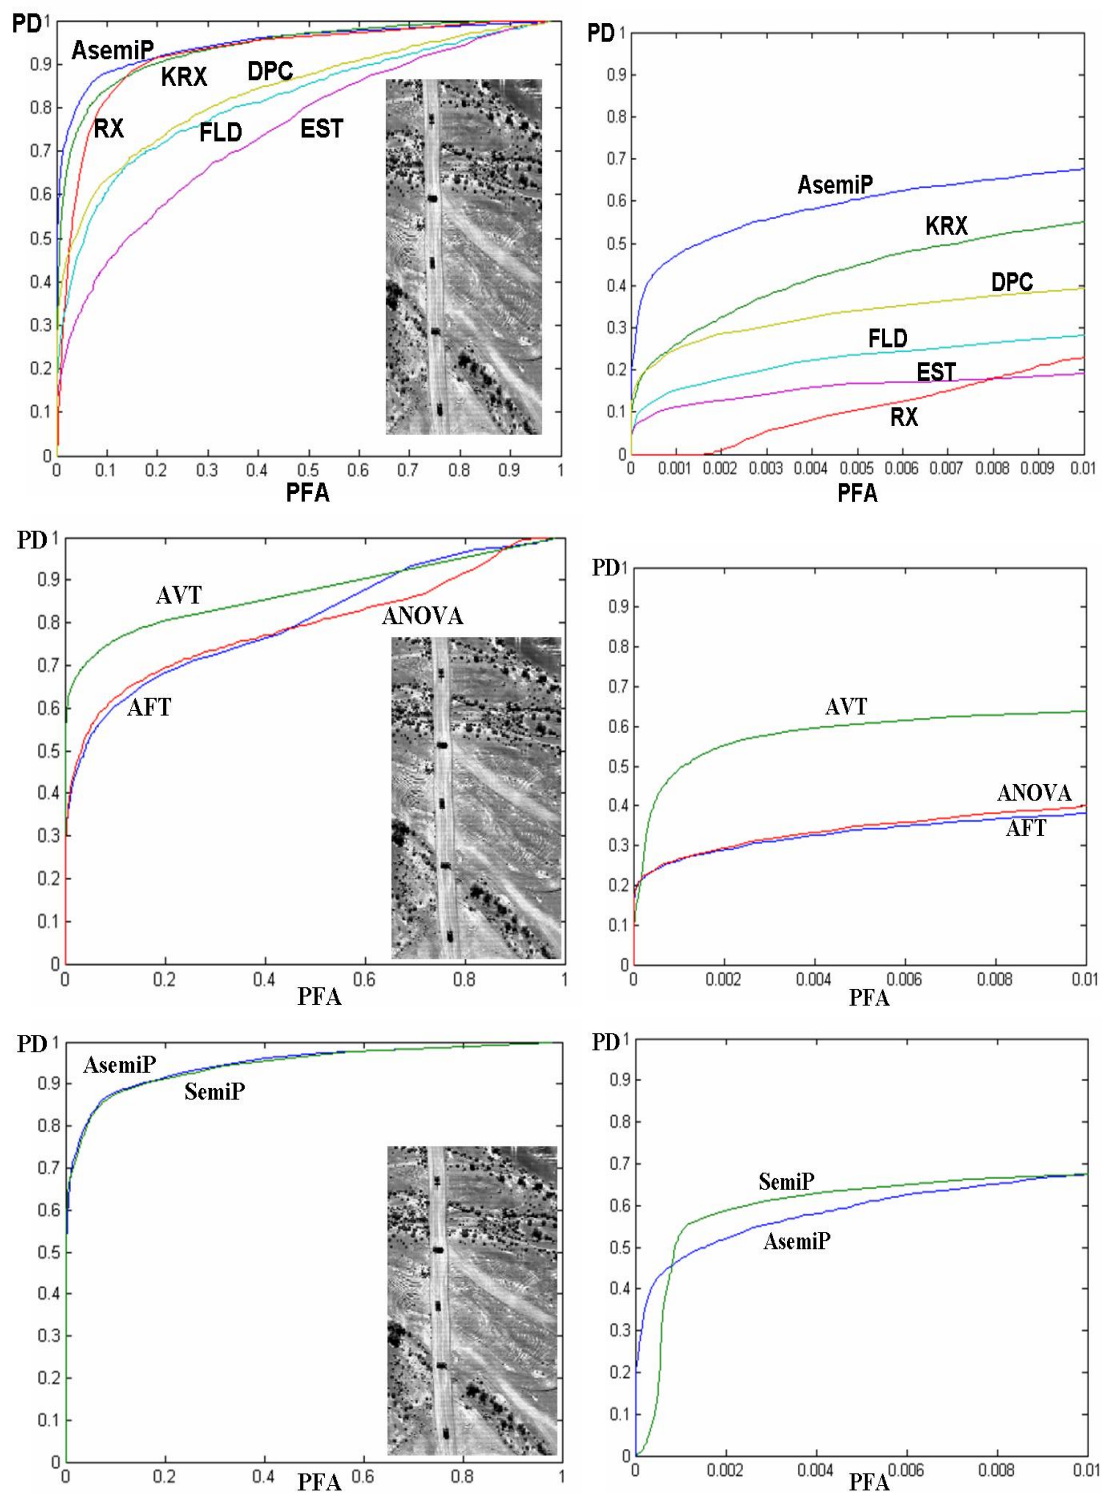 PD
1
0.9
0.8
0.7
0.6
0.5
0.4
0.3
0.2
0.1
0
AsemiP
KRX
RX
DPC
FLD
EST
0 0.1 0.2 0.3 0.4 0.5 0.6 0.7 0.8 0.9 1
PFA
PD
1
0.9
0.8
0.7
0.6
0.5
0.4
0.3
0.2
0.1
0
AsemiP
KRX
DPC
FLD
EST
RX
0 0.001 0.002 0.003 0.004 0.005 0.006 0.007 0.008 0.009 0.01
PFA
PD
1
0.9
0.8
0.7
0.6
0.5
0.4
0.3
0.2
0.1
0
AVT
ANOVA
AFT
0 0.2 0.4 0.6 0.8 1
PFA
PD
1
0.9
0.8
0.7
0.6
0.5
0.4
0.3
0.2
0.1
0
AVT
ANOVA
AFT
0 0.002 0.004 0.006 0.008 0.01
PFA
PD
1
0.9
0.8
0.7
0.6
0.5
0.4
0.3
0.2
0.1
0
AsemiP
SemiP
0 0.2 0.4 0.6 0.8 1
PFA
PD
1
0.9
0.8
0.7
0.6
0.5
0.4
0.3
0.2
0.1
0
SemiP
AsemiP
0 0.002 0.004 0.006 0.008 0.01
PFA